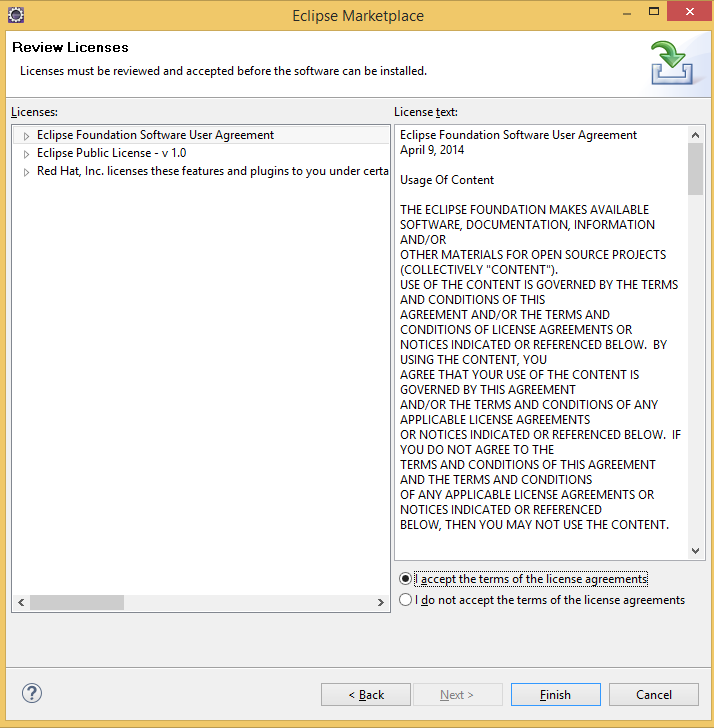 Eclipse Marketplace
Review Licenses
Licenses must be reviewed and accepted before the software can be installed.
Licenses:
Eclipse Foundation Software User Agreement
Eclipse Public License - v 1.0
Red Hat, Inc. licenses these features and plugins to you under certa
License text:
Eclipse Foundation Software User Agreement
April 9, 2014
Usage Of Content
THE ECLIPSE FOUNDATION MAKES AVAILABLE
SOFTWARE, DOCUMENTATION, INFORMATION
AND/OR
OTHER MATERIALS FOR OPEN SOURCE PROJECTS
(COLLECTIVELY "CONTENT").
USE OF THE CONTENT IS GOVERNED BY THE TERMS
AND CONDITIONS OF THIS
AGREEMENT AND/OR THE TERMS AND
CONDITIONS OF LICENSE AGREEMENTS OR
NOTICES INDICATED OR REFERENCED BELOW.  BY
USING THE CONTENT, YOU
AGREE THAT YOUR USE OF THE CONTENT IS
GOVERNED BY THIS AGREEMENT
AND/OR THE TERMS AND CONDITIONS OF ANY
APPLICABLE LICENSE AGREEMENTS
OR NOTICES INDICATED OR REFERENCED BELOW.  IF
YOU DO NOT AGREE TO THE
TERMS AND CONDITIONS OF THIS AGREEMENT
AND THE TERMS AND CONDITIONS
OF ANY APPLICABLE LICENSE AGREEMENTS OR
NOTICES INDICATED OR REFERENCED
BELOW, THEN YOU MAY NOT USE THE CONTENT.
I accept the terms of the license agreements
I do not accept the terms of the license agreements
?
< Back
Next >
Finish
Cancel